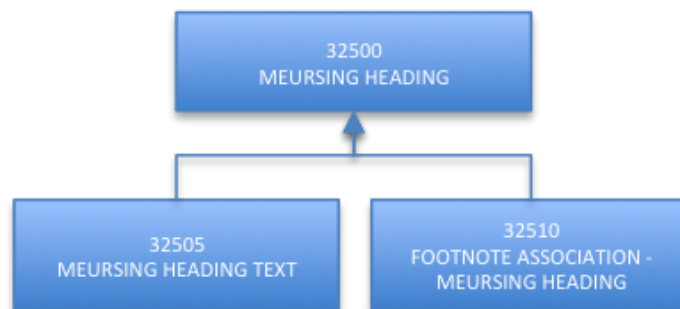 32500
MEURSING HEADING
32505
MEURSING HEADING TEXT
32510
FOOTNOTE ASSOCIATION -
MEURSING HEADING